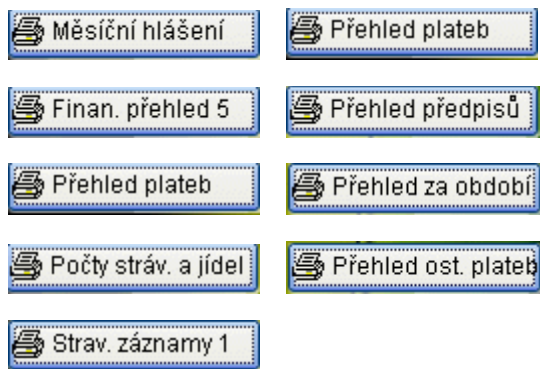 Měsíční hlášení
Přehled plateb
Finan. přehled 5
Přehled předpisů
Přehled plateb
Přehled za období
Počty stráv. a jídel
Přehled ost. plateb
Strav. záznamy 1